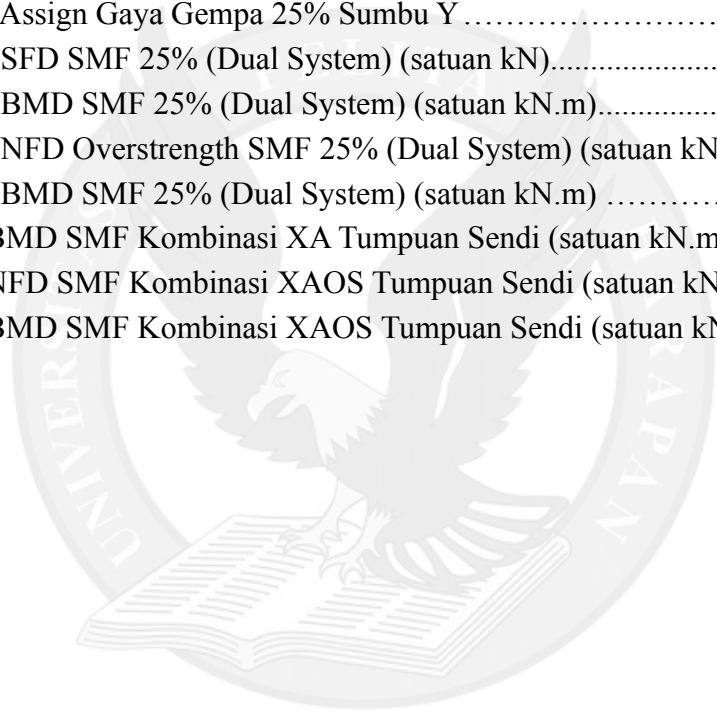 Assign Gaya Gempa 25% Sumbu Y……………………
SFD SMF 25% (Dual System) (satuan kN)...................
BMD SMF 25% (Dual System) (satuan kN.m)..............
NFD Overstrength SMF 25% (Dual System) (satuan kN
BMD SMF 25% (Dual System) (satuan kN.m) …………
BMD SMF Kombinasi XA Tumpuan Sendi (satuan kN.m
NFD SMF Kombinasi XAOS Tumpuan Sendi (satuan kN
BMD SMF Kombinasi XAOS Tumpuan Sendi (satuan kN
UNIVERSITAS PELITA HARAPAN